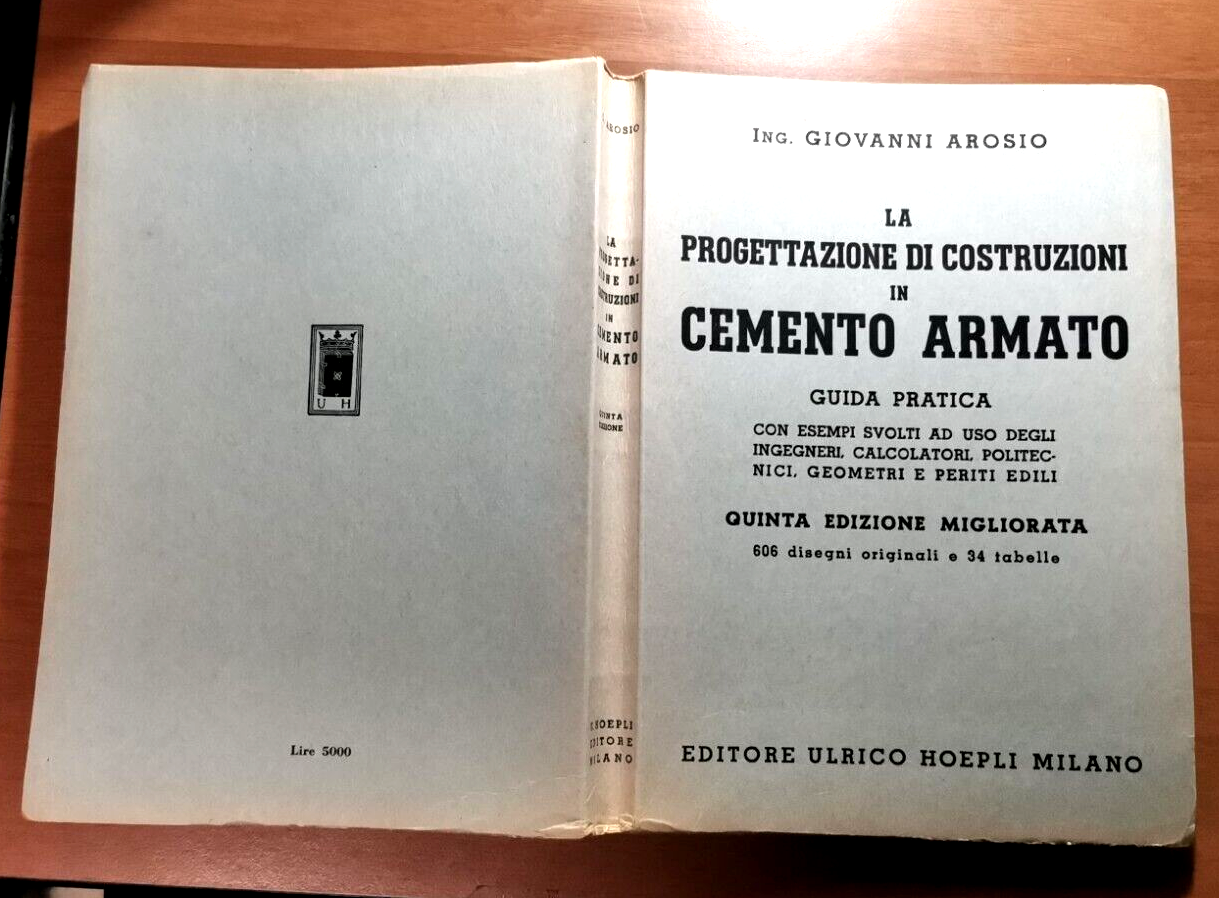 Ing. GIOVANNI AROSIO
LA
PROGETTAZIONE DI COSTRUZIONI
IN
CEMENTO ARMATO
GUIDA PRATICA
CON ESEMPI SVOLTI AD USO DEGLI
INGEGNERI, CALCOLATORI, POLITEC-
NICI, GEOMETRI E PERITI EDILI
QUINTA EDIZIONE MIGLIORATA
606 disegni originali e 34 tabelle
EDITORE ULRICO HOEPLI MILANO
AROSIO
LA
PROGETTA-
ZIONE DI
COSTRUZIONI
IN
CEMENTO
ARMATO
QUINTA
EDIZIONE
HOEPLI
EDITORE
MILANO
U H
Lire 5000